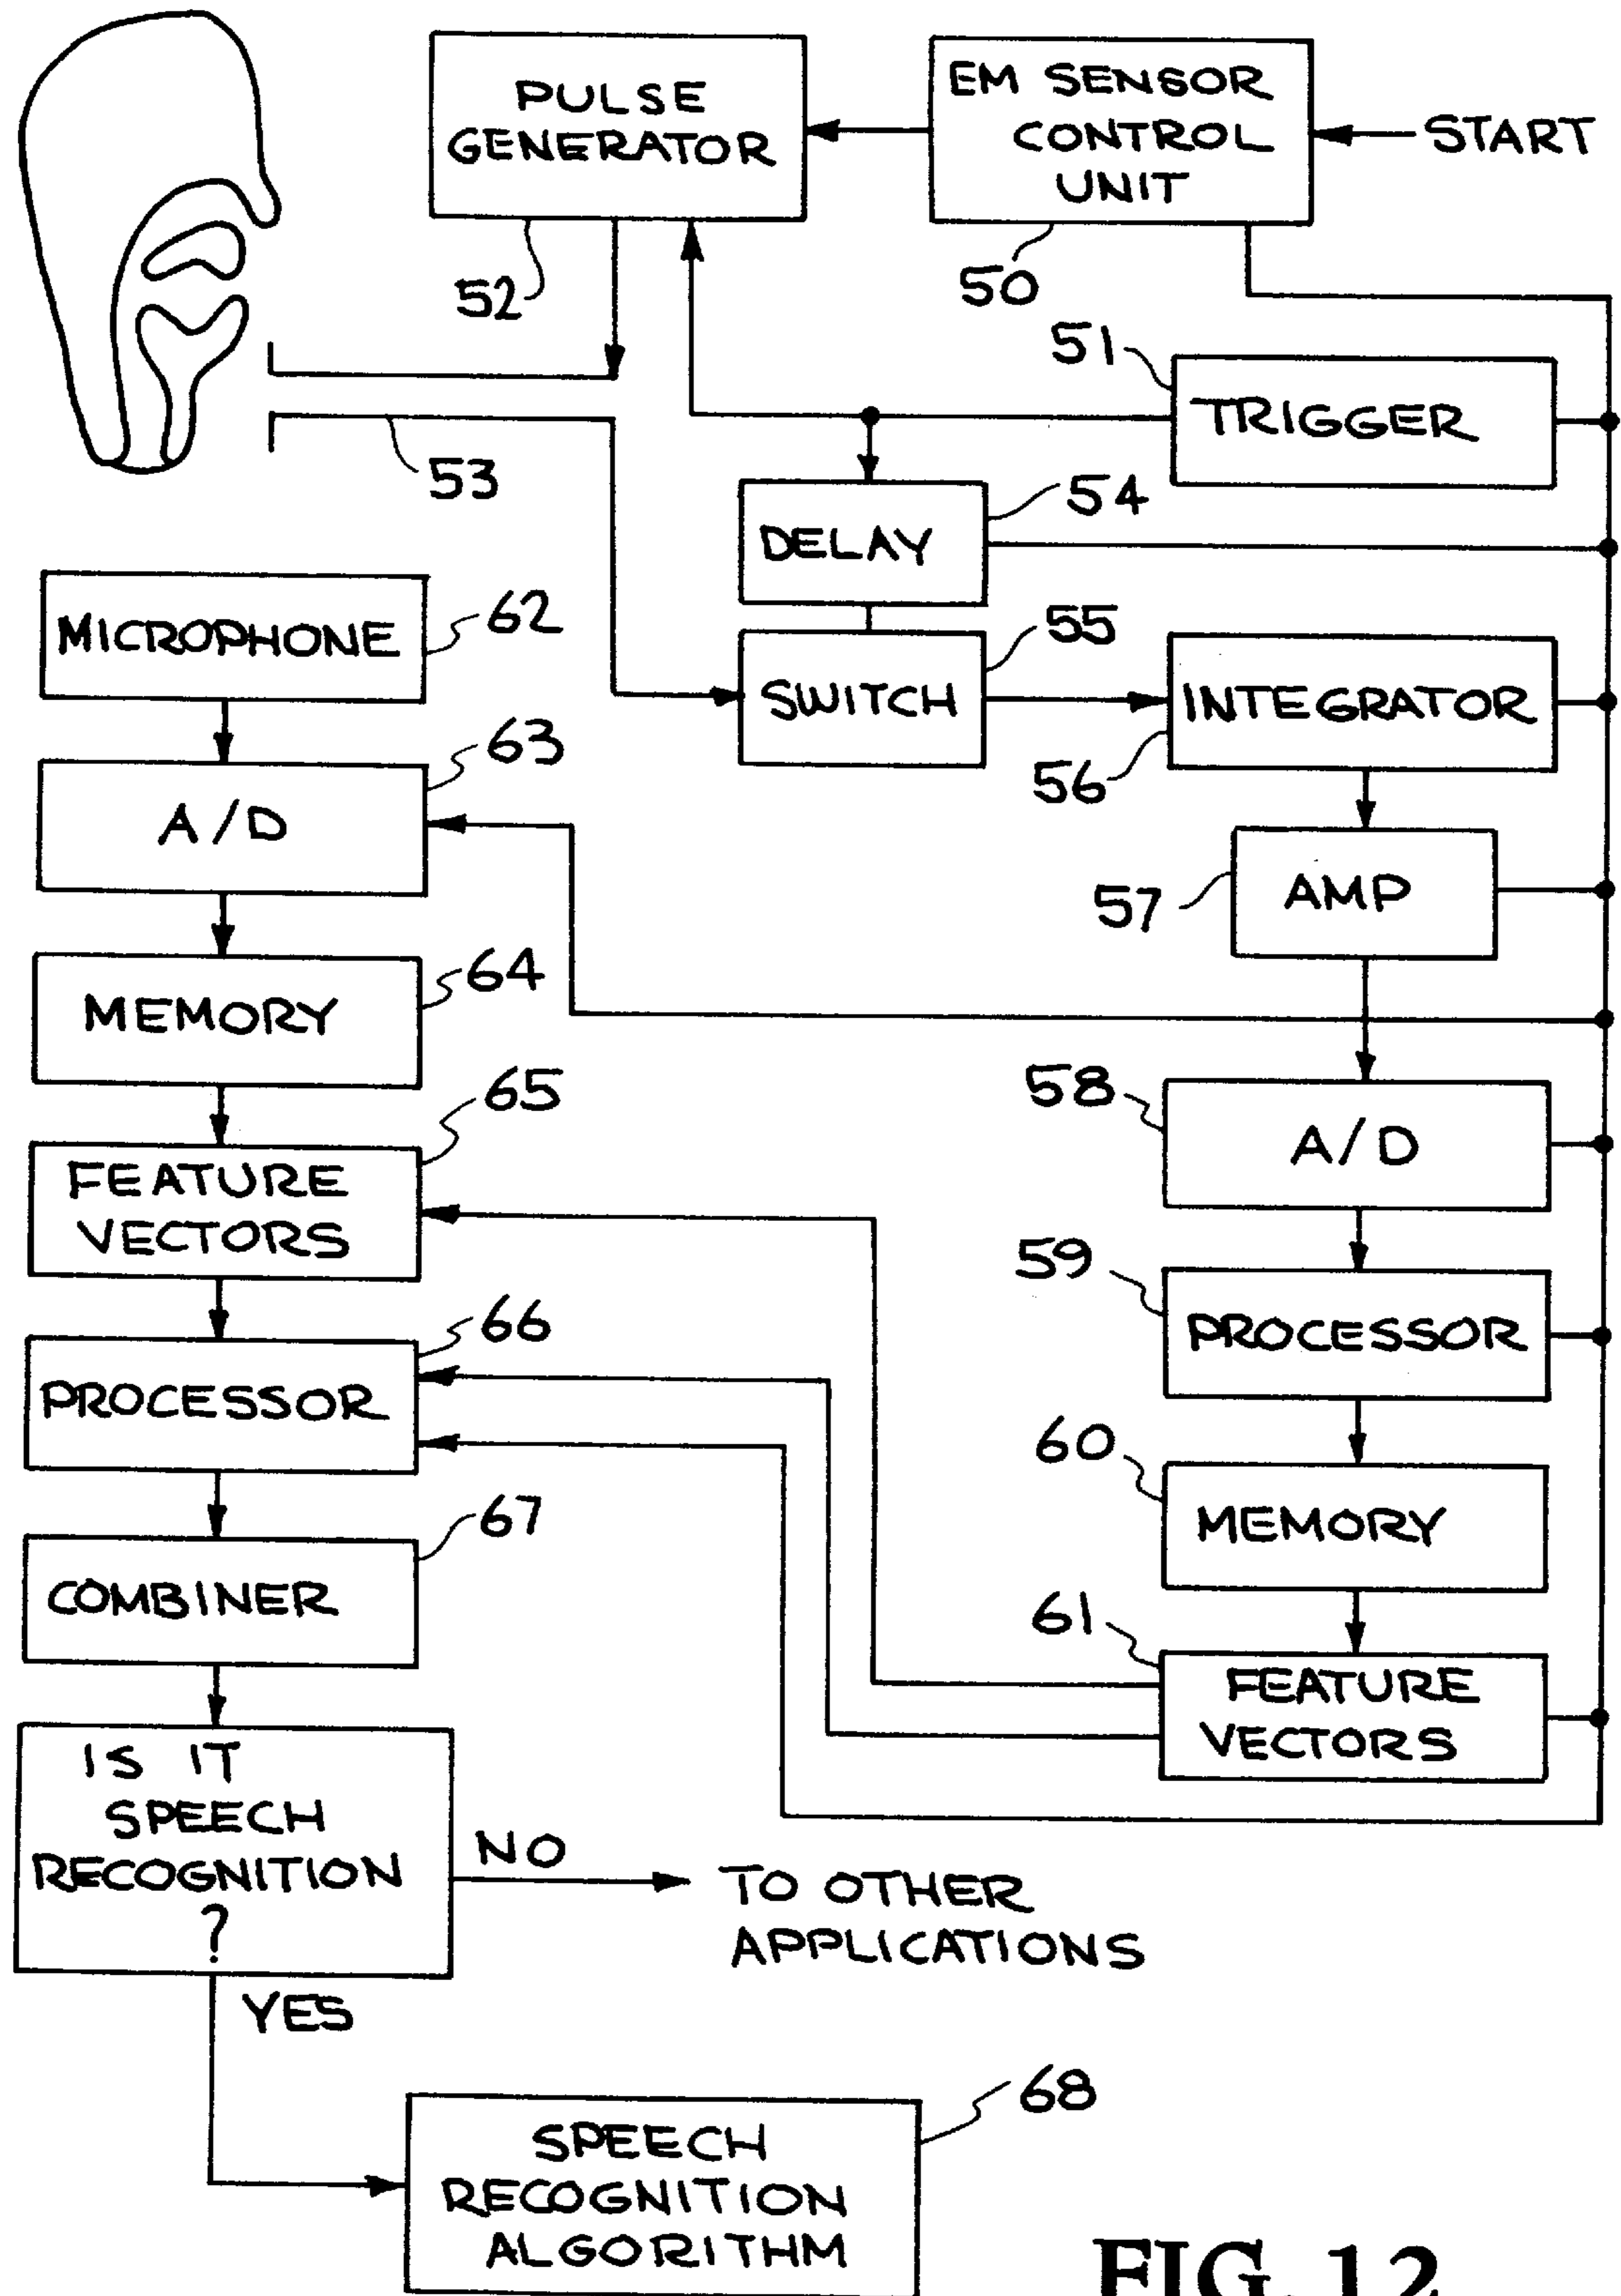 PULSE
GENERATOR
EM SENSOR
CONTROL
UNIT
START
52
50
51
TRIGGER
53
54
DELAY
MICROPHONE
62
55
SWITCH
INTEGRATOR
56
63
A/D
57
AMP
64
MEMORY
65
58
A/D
FEATURE
VECTORS
59
PROCESSOR
66
PROCESSOR
60
MEMORY
67
COMBINER
61
FEATURE
VECTORS
IS IT
SPEECH
RECOGNITION
?
NO
TO OTHER
APPLICATIONS
YES
68
SPEECH
RECOGNITION
ALGORITHM
FIG. 12